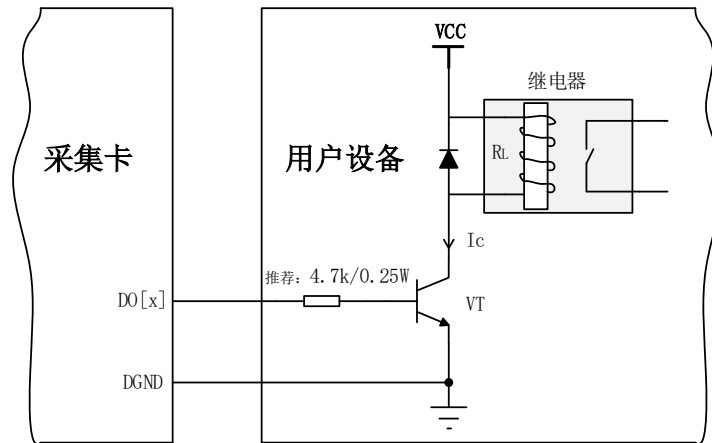 VCC
继电器
采集卡
用户设备
RL
Ic
推荐: 4.7k/0.25W
DO[x]
VT
DGND